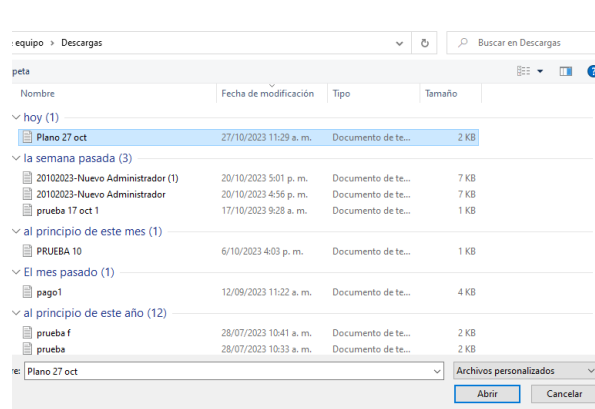 equipo > Descargas Buscar en Descargas
peta
Nombre Fecha de modificación Tipo Tamaño
hoy (1)
Plano 27 oct 27/10/2023 11:29 a. m. Documento de te... 2 KB
la semana pasada (3)
20102023-Nuevo Administrador (1) 20/10/2023 5:01 p. m. Documento de te... 7 KB
20102023-Nuevo Administrador 20/10/2023 4:56 p. m. Documento de te... 7 KB
prueba 17 oct 1 17/10/2023 9:28 a. m. Documento de te... 1 KB
al principio de este mes (1)
PRUEBA 10 6/10/2023 4:03 p. m. Documento de te... 1 KB
El mes pasado (1)
pago1 12/09/2023 11:22 a. m. Documento de te... 4 KB
al principio de este año (12)
prueba f 28/07/2023 10:41 a. m. Documento de te... 2 KB
prueba 28/07/2023 10:33 a. m. Documento de te... 2 KB
re: Plano 27 oct Archivos personalizados
Abrir Cancelar